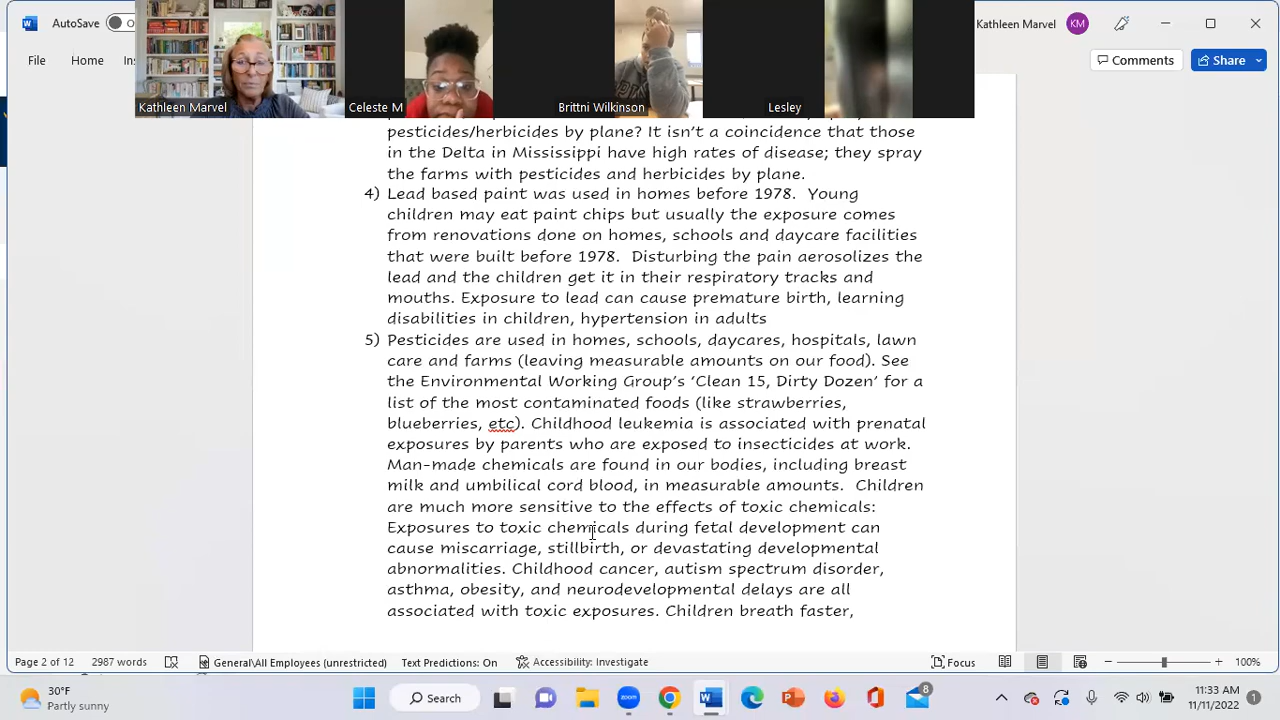 AutoSave
Kathleen Marvel KM
File Home Ins
Comments Share
Kathleen Marvel Celeste M Brittni Wilkinson Lesley
pesticides/herbicides by plane? It isn't a coincidence that those
in the Delta in Mississippi have high rates of disease; they spray
the farms with pesticides and herbicides by plane.
4) Lead based paint was used in homes before 1978. Young
children may eat paint chips but usually the exposure comes
from renovations done on homes, schools and daycare facilities
that were built before 1978. Disturbing the pain aerosolizes the
lead and the children get it in their respiratory tracks and
mouths. Exposure to lead can cause premature birth, learning
disabilities in children, hypertension in adults
5) Pesticides are used in homes, schools, daycares, hospitals, lawn
care and farms (leaving measurable amounts on our food). See
the Environmental Working Group's 'Clean 15, Dirty Dozen' for a
list of the most contaminated foods (like strawberries,
blueberries, etc). Childhood leukemia is associated with prenatal
exposures by parents who are exposed to insecticides at work.
Man-made chemicals are found in our bodies, including breast
milk and umbilical cord blood, in measurable amounts. Children
are much more sensitive to the effects of toxic chemicals:
Exposures to toxic chemicals during fetal development can
cause miscarriage, stillbirth, or devastating developmental
abnormalities. Childhood cancer, autism spectrum disorder,
asthma, obesity, and neurodevelopmental delays are all
associated with toxic exposures. Children breath faster,
Page 2 of 12 2987 words General\All Employees (unrestricted) Text Predictions: On Accessibility: Investigate Focus 100%
30°F
Partly sunny
Search
zoom
8
11:33 AM
11/11/2022
1